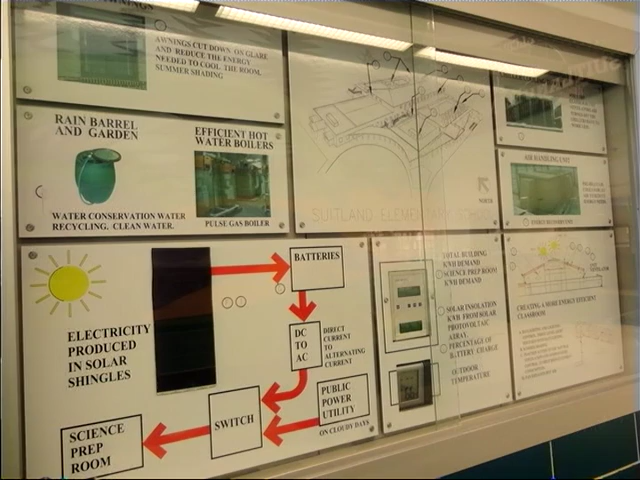 AWNINGS
AWNINGS CUT DOWN ON GLARE
AND REDUCE THE ENERGY
NEEDED TO COOL THE ROOM.
SUMMER SHADING
RAIN BARREL
AND GARDEN
WATER CONSERVATION WATER
RECYCLING, CLEAN WATER.
EFFICIENT HOT
WATER BOILERS
PULSE GAS BOILER
SUITLAND ELEMENTARY SCHOOL
NORTH
AIR HANDLING UNIT
ENERGY RECOVERY UNIT
ELECTRICITY
PRODUCED
IN SOLAR
SHINGLES
BATTERIES
DC
TO
AC
DIRECT
CURRENT
TO
ALTERNATING
CURRENT
PUBLIC
POWER
UTILITY
ON CLOUDY DAYS
SWITCH
SCIENCE
PREP
ROOM
TOTAL BUILDING
KWH DEMAND
SCIENCE PREP ROOM
KWH DEMAND
SOLAR INSOLATION
KWH FROM SOLAR
PHOTOVOLTAIC
ARRAY.
PERCENTAGE OF
BATTERY CHARGE
OUTDOOR
TEMPERATURE
CREATING A MORE ENERGY EFFICIENT
CLASSROOM